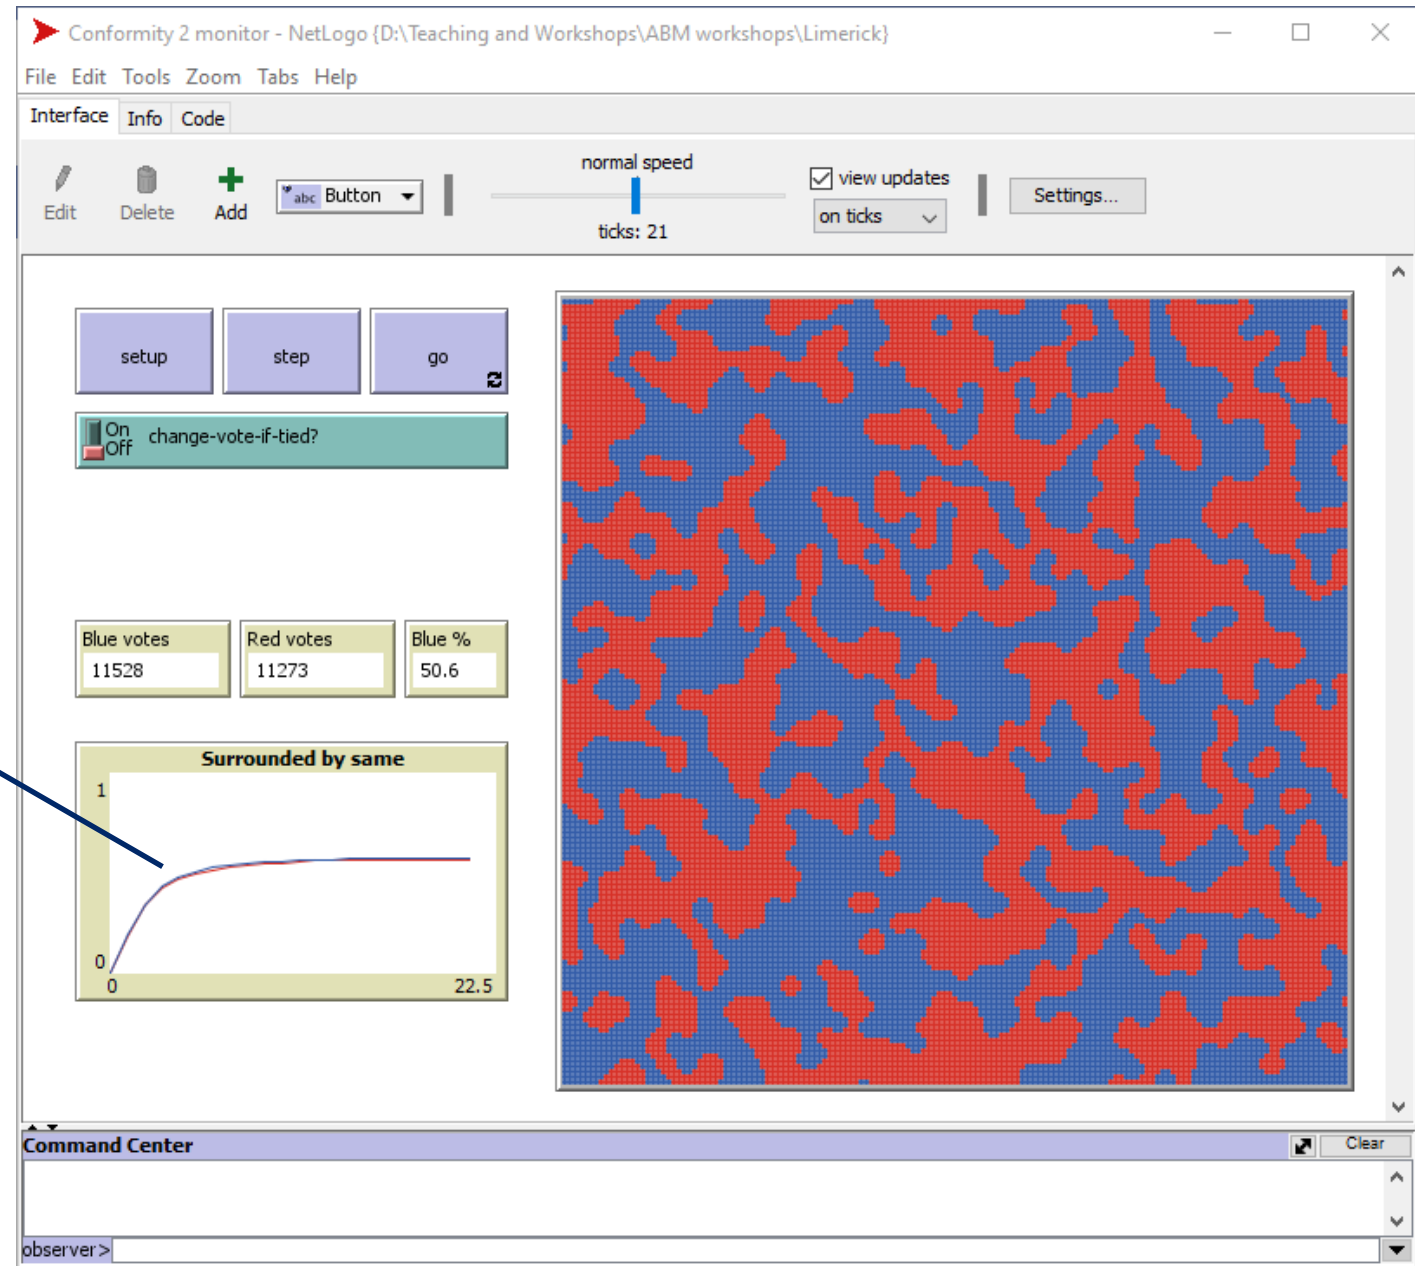 Conformity 2 monitor - NetLogo {D:\Teaching and Workshops\ABM workshops\Limerick}
File Edit Tools Zoom Tabs Help
Interface Info Code
Edit Delete Add abc Button normal speed ticks: 21 view updates on ticks Settings...
setup step go
On Off change-vote-if-tied?
Blue votes Red votes Blue %
11528 11273 50.6
Surrounded by same
1
0
0 22.5
Command Center Clear
observer>